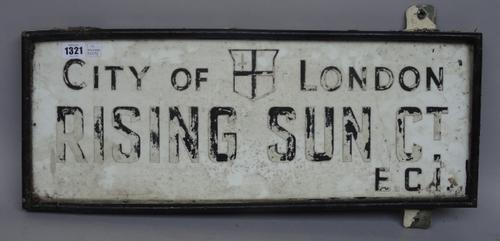 1321
CITY OF LONDON
RISING SUN CT.
E.C.1.